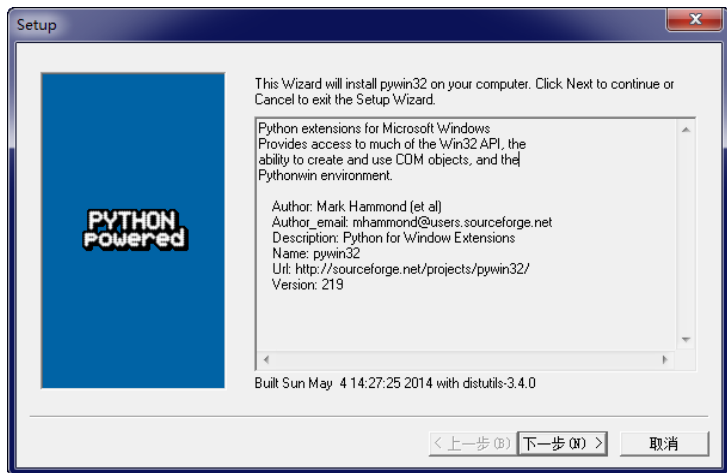 Setup
This Wizard will install pywin32 on your computer. Click Next to continue or
Cancel to exit the Setup Wizard.
Python extensions for Microsoft Windows
Provides access to much of the Win32 API, the
ability to create and use COM objects, and the
Pythonwin environment.
Author: Mark Hammond (et al)
Author_email: mhammond@users.sourceforge.net
Description: Python for Window Extensions
Name: pywin32
Url: http://sourceforge.net/projects/pywin32/
Version: 219
PYTHON
Powered
Built Sun May  4 14:27:25 2014 with distutils-3.4.0
< 上一步(B)
下一步(N) >
取消